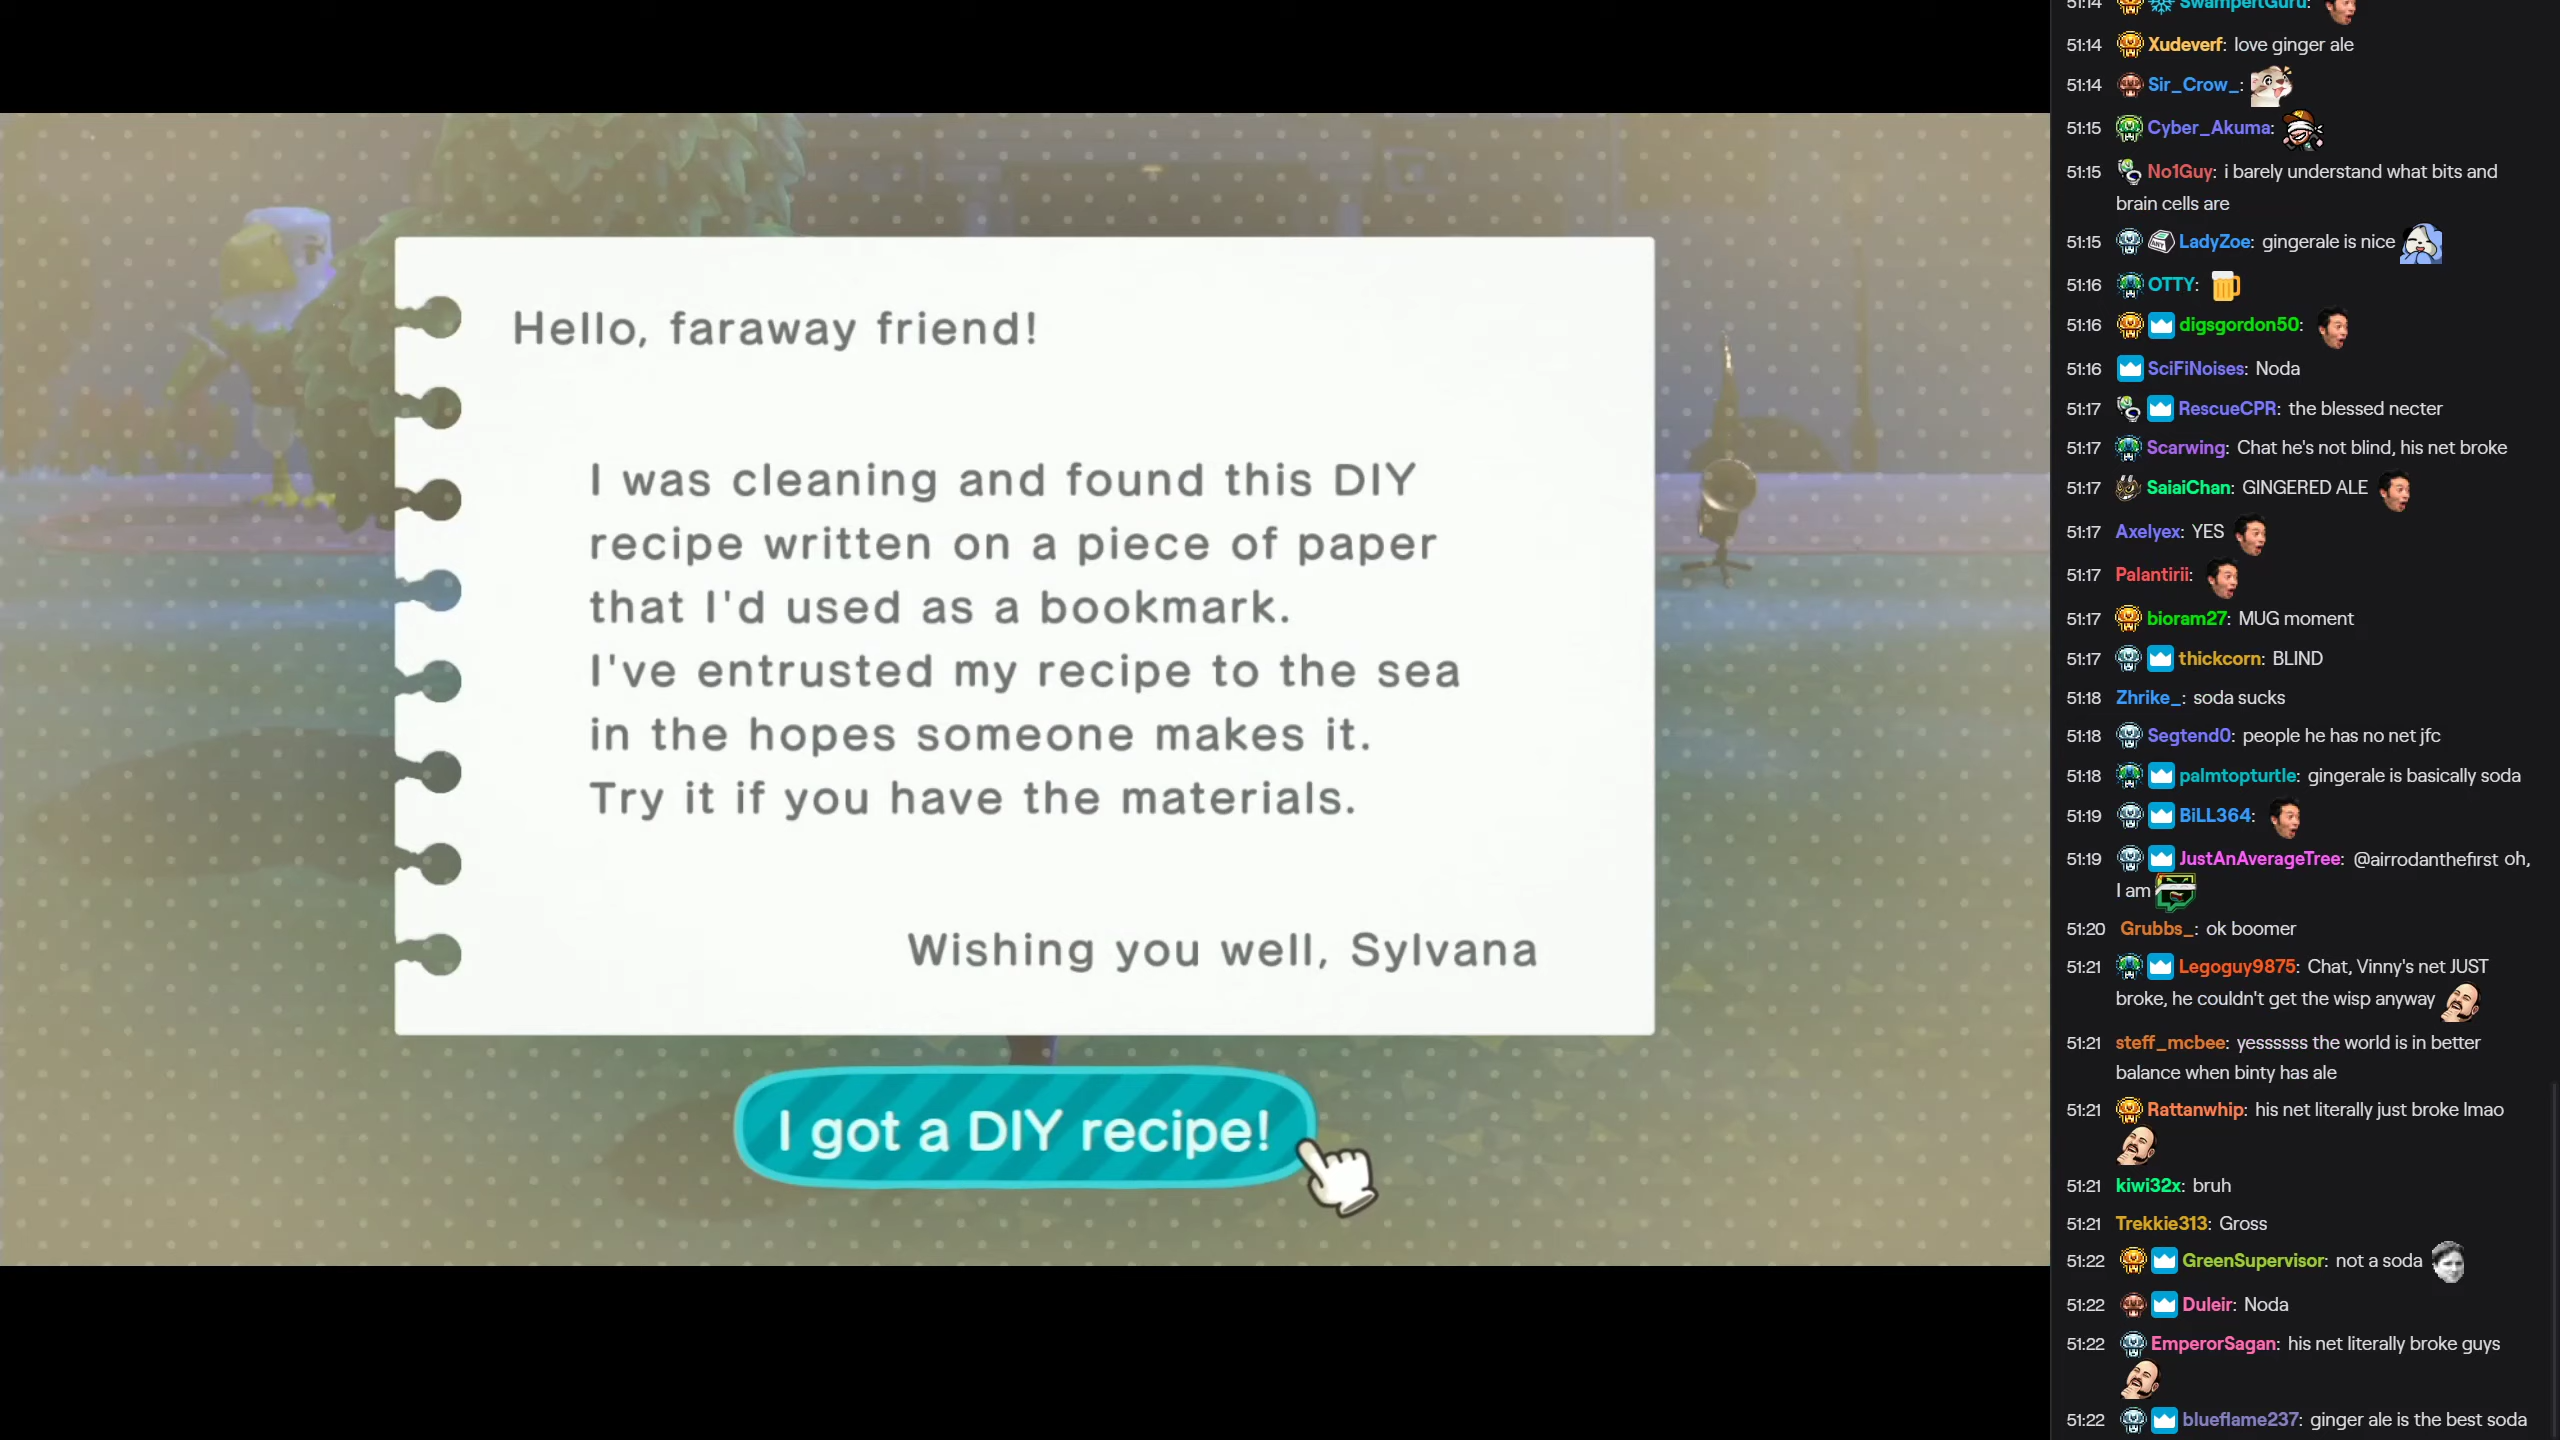 Hello, faraway friend!
I was cleaning and found this DIY
recipe written on a piece of paper
that I'd used as a bookmark.
I've entrusted my recipe to the sea
in the hopes someone makes it.
Try it if you have the materials.
Wishing you well, Sylvana
I got a DIY recipe!
51:14 SwampertGuru:
51:14 Xudeverf: love ginger ale
51:14 Sir_Crow_:
51:15 Cyber_Akuma:
51:15 No1Guy: i barely understand what bits and
brain cells are
51:15 LadyZoe: gingerale is nice
51:16 OTTY:
51:16 digsgordon50:
51:16 SciFiNoises: Noda
51:17 RescueCPR: the blessed necter
51:17 Scarwing: Chat he's not blind, his net broke
51:17 SaiaiChan: GINGERED ALE
51:17 Axelyex: YES
51:17 Palantirii:
51:17 bioram27: MUG moment
51:17 thickcorn: BLIND
51:18 Zhrike_: soda sucks
51:18 Segtend0: people he has no net jfc
51:18 palmtopturtle: gingerale is basically soda
51:19 BiLL364:
51:19 JustAnAverageTree: @airrodanthefirst oh,
I am
51:20 Grubbs_: ok boomer
51:21 Legoguy9875: Chat, Vinny's net JUST
broke, he couldn't get the wisp anyway
51:21 steff_mcbee: yessssss the world is in better
balance when binty has ale
51:21 Rattanwhip: his net literally just broke lmao
51:21 kiwi32x: bruh
51:21 Trekkie313: Gross
51:22 GreenSupervisor: not a soda
51:22 Duleir: Noda
51:22 EmperorSagan: his net literally broke guys
51:22 blueflame237: ginger ale is the best soda